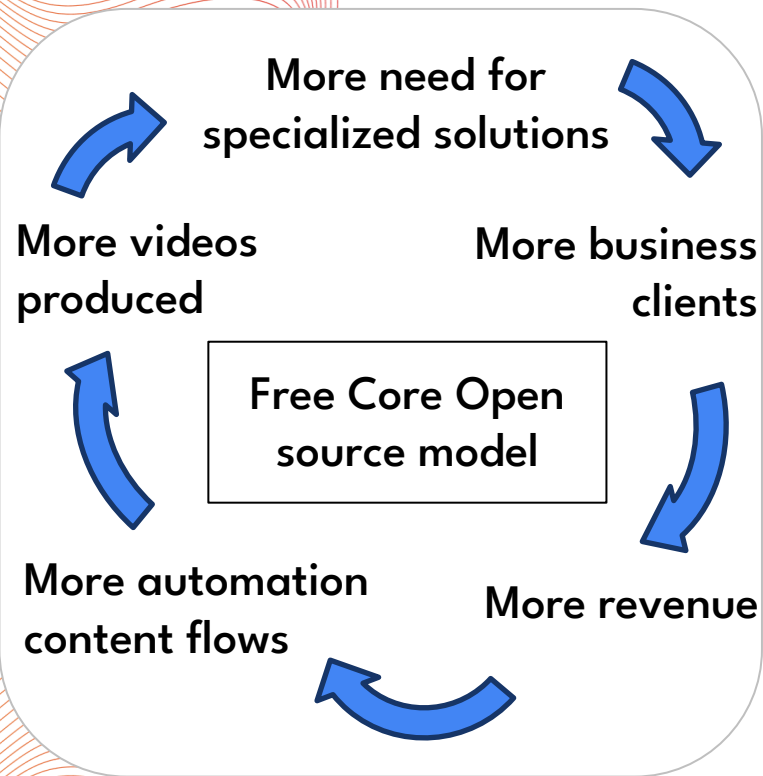 More need for
specialized solutions
More business
clients
More revenue
More automation
content flows
More videos
produced
Free Core Open
source model